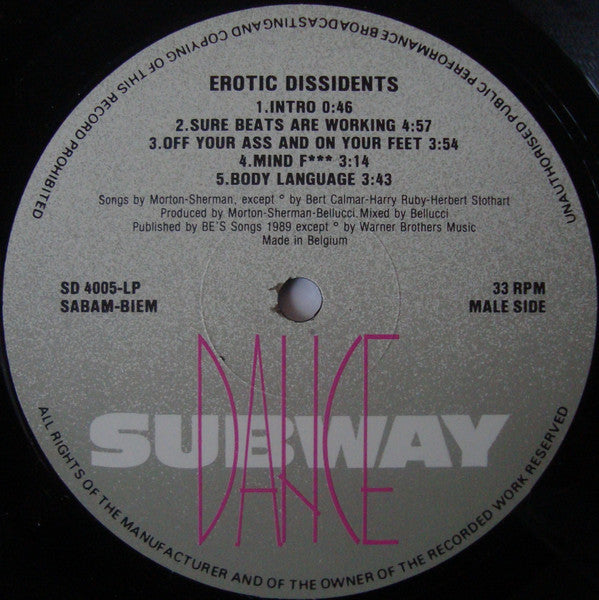 UNAUTHORISED PUBLIC PERFORMANCE BROADCASTING AND COPYING OF THIS RECORD PROHIBITED
EROTIC DISSIDENTS
1.INTRO 0:46
2.SURE BEATS ARE WORKING 4:57
3.OFF YOUR ASS AND ON YOUR FEET 3:54
4.MIND F*** 3:14
5.BODY LANGUAGE 3:43
Songs by Morton-Sherman, except ° by Bert Calmar-Harry Ruby-Herbert Stothart
Produced by Morton-Sherman-Bellucci. Mixed by Bellucci
Published by BE'S Songs 1989 except ° by Warner Brothers Music
Made in Belgium
SD 4005-LP
SABAM-BIEM
33 RPM
MALE SIDE
DANCE
SUBWAY
ALL RIGHTS OF THE MANUFACTURER AND OF THE OWNER OF THE RECORDED WORK RESERVED